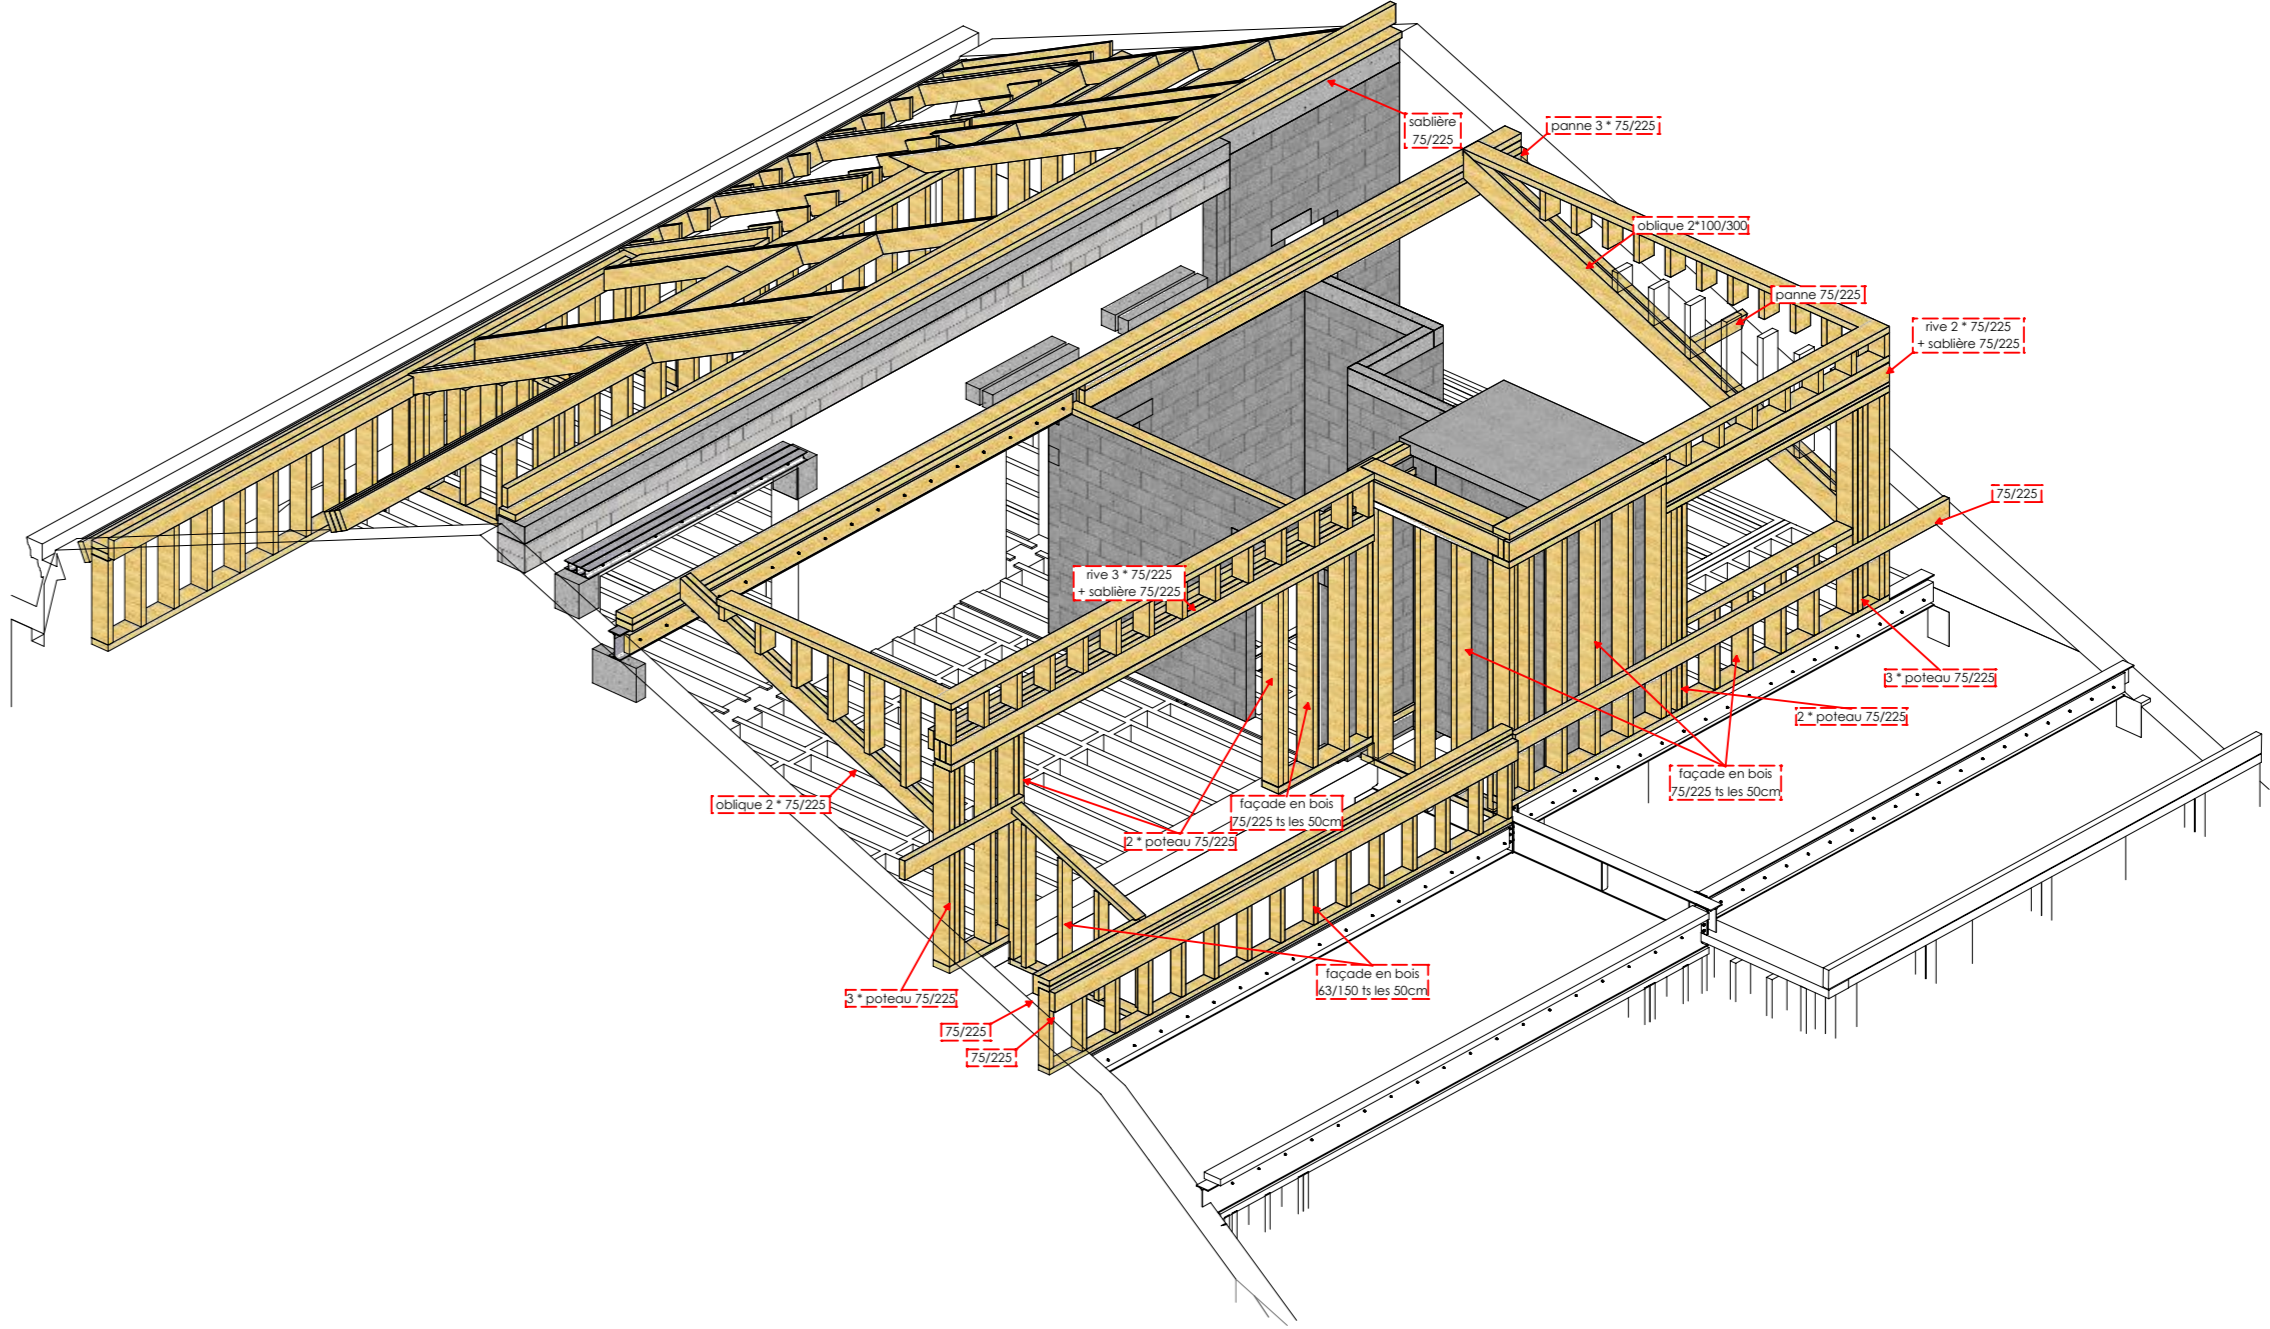 sablière
75/225
panne 3 * 75/225
oblique 2*100/300
panne 75/225
rive 2 * 75/225
+ sablière 75/225
75/225
rive 3 * 75/225
+ sablière 75/225
3 * poteau 75/225
2 * poteau 75/225
façade en bois
75/225 ts les 50cm
oblique 2 * 75/225
façade en bois
75/225 ts les 50cm
2 * poteau 75/225
façade en bois
63/150 ts les 50cm
3 * poteau 75/225
75/225
75/225